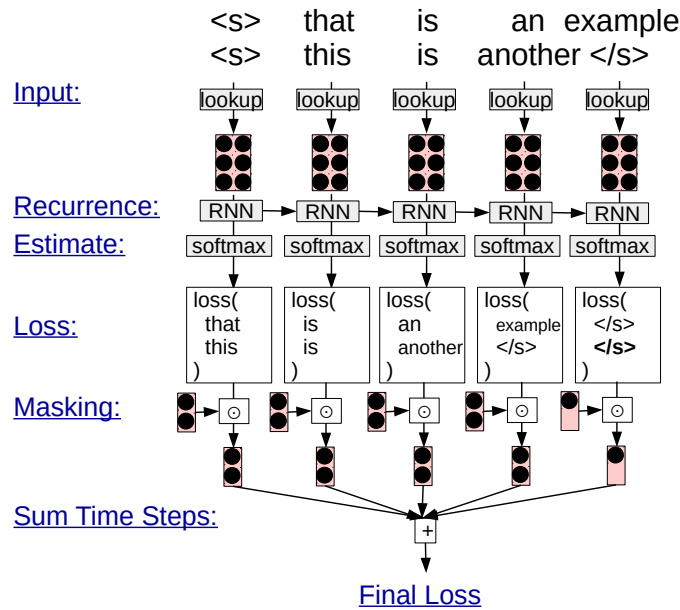 <s> that is an example
<s> this is another </s>
Input:
lookup lookup lookup lookup lookup
Recurrence:
RNN RNN RNN RNN RNN
Estimate:
softmax softmax softmax softmax softmax
Loss:
loss( loss( loss( loss( loss(
that is an example </s>
this is another </s> </s>
) ) ) ) )
Masking:
⊙ ⊙ ⊙ ⊙ ⊙
Sum Time Steps:
+
Final Loss